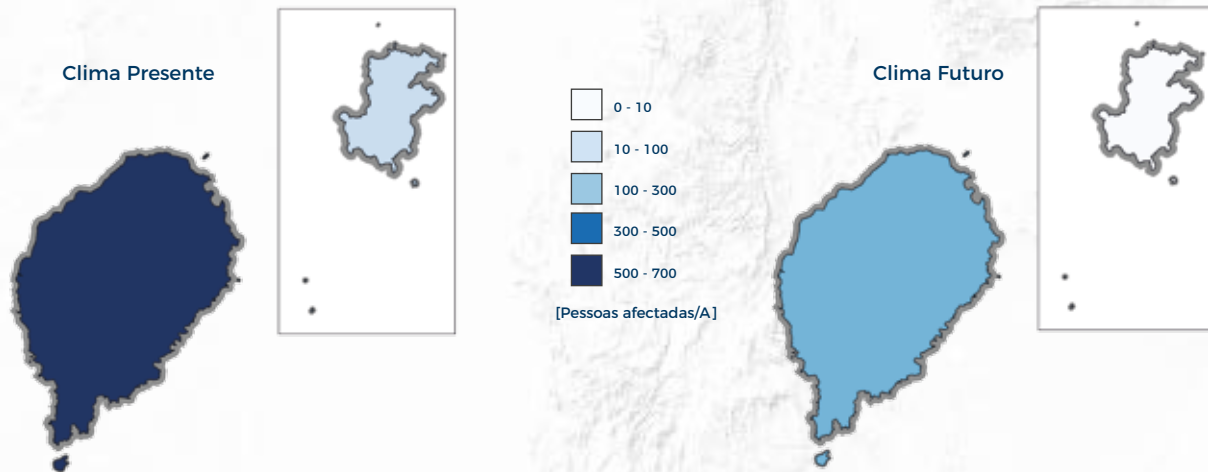 Clima Presente
Clima Futuro
0 - 10
10 - 100
100 - 300
300 - 500
500 - 700
[Pessoas afectadas/A]